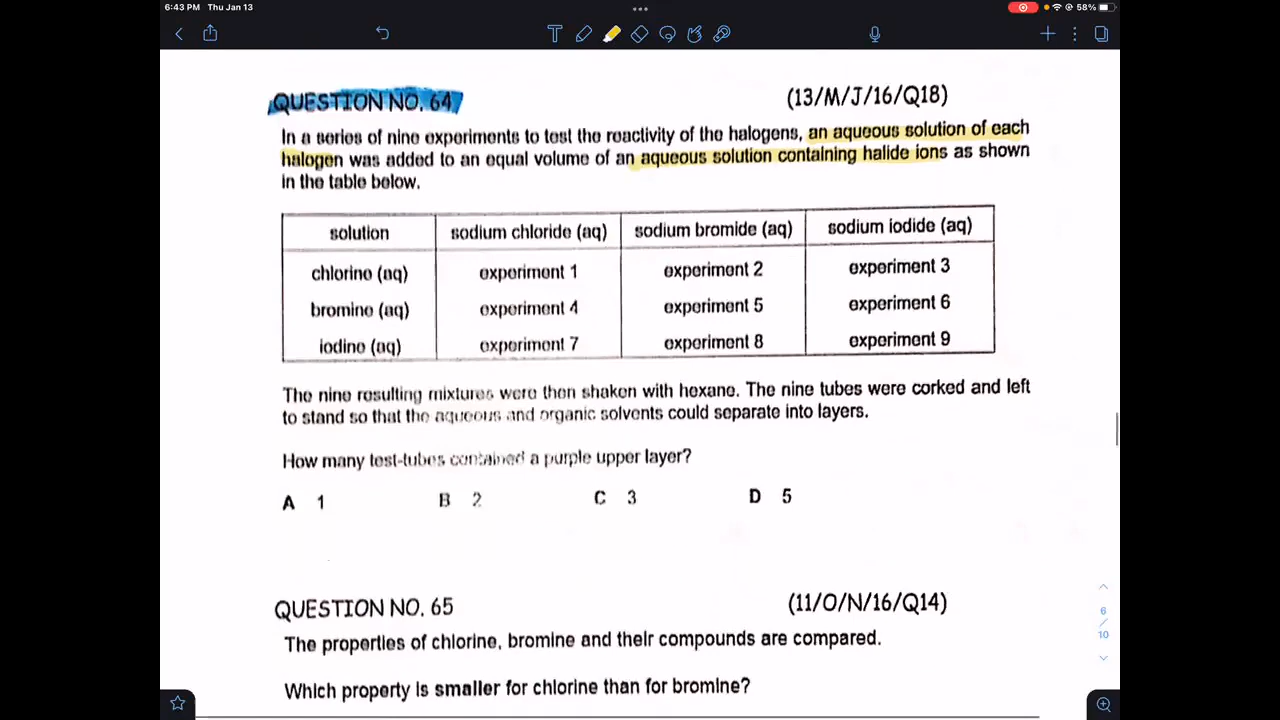 6:43 PM Thu Jan 13
58%
QUESTION NO. 64
(13/M/J/16/Q18)
In a series of nine experiments to test the reactivity of the halogens, an aqueous solution of each
halogen was added to an equal volume of an aqueous solution containing halide ions as shown
in the table below.
solution sodium chloride (aq) sodium bromide (aq) sodium iodide (aq)
chlorine (aq) experiment 1 experiment 2 experiment 3
bromine (aq) experiment 4 experiment 5 experiment 6
iodine (aq) experiment 7 experiment 8 experiment 9
The nine resulting mixtures were then shaken with hexane. The nine tubes were corked and left
to stand so that the aqueous and organic solvents could separate into layers.
How many test-tubes contained a purple upper layer?
A 1 B 2 C 3 D 5
QUESTION NO. 65
(11/O/N/16/Q14)
The properties of chlorine, bromine and their compounds are compared.
Which property is smaller for chlorine than for bromine?
6
/
10